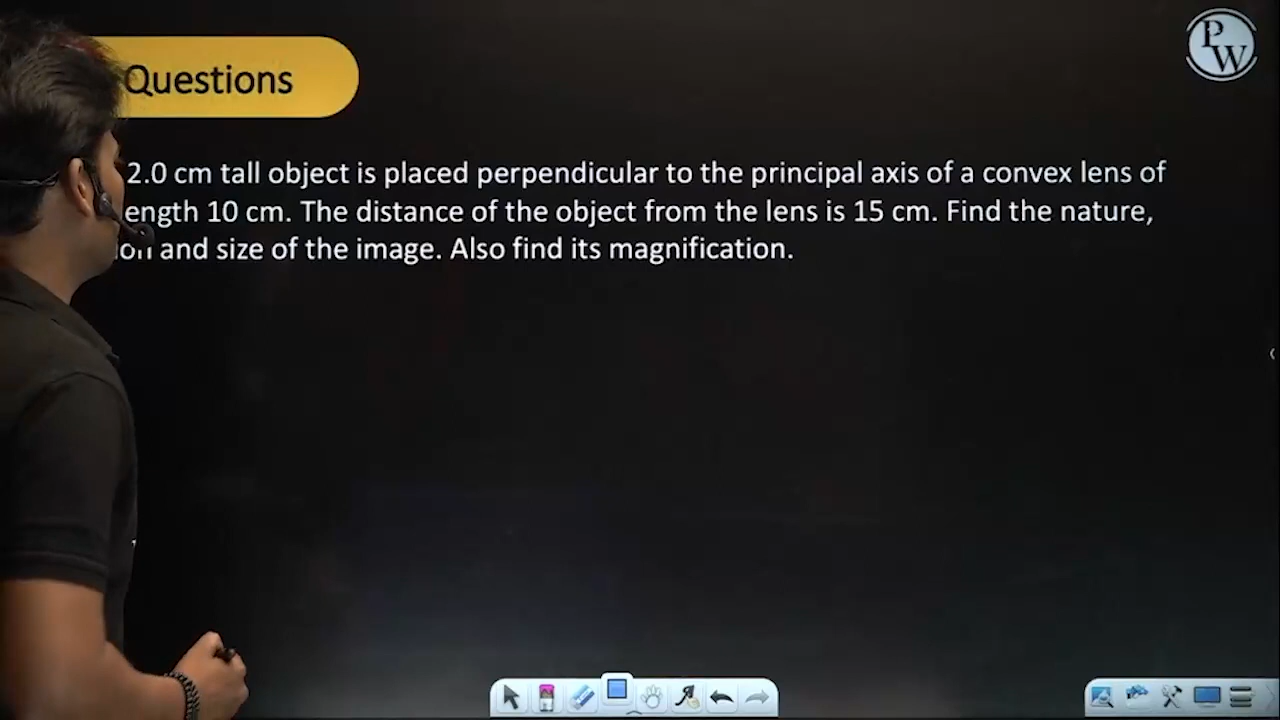 Questions
PW
2.0 cm tall object is placed perpendicular to the principal axis of a convex lens of
ength 10 cm. The distance of the object from the lens is 15 cm. Find the nature,
and size of the image. Also find its magnification.